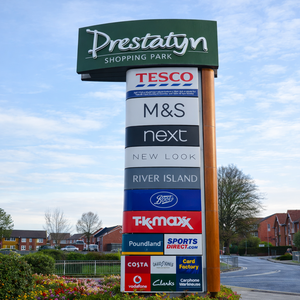 Prestatyn
SHOPPING PARK
TESCO
M&S
next
NEW LOOK
RIVER ISLAND
Boots
T.K.maxx
Poundland
SPORTS
DIRECT.COM
COSTA
Card
Factory
vodafone
Clarks
Carphone
Warehouse